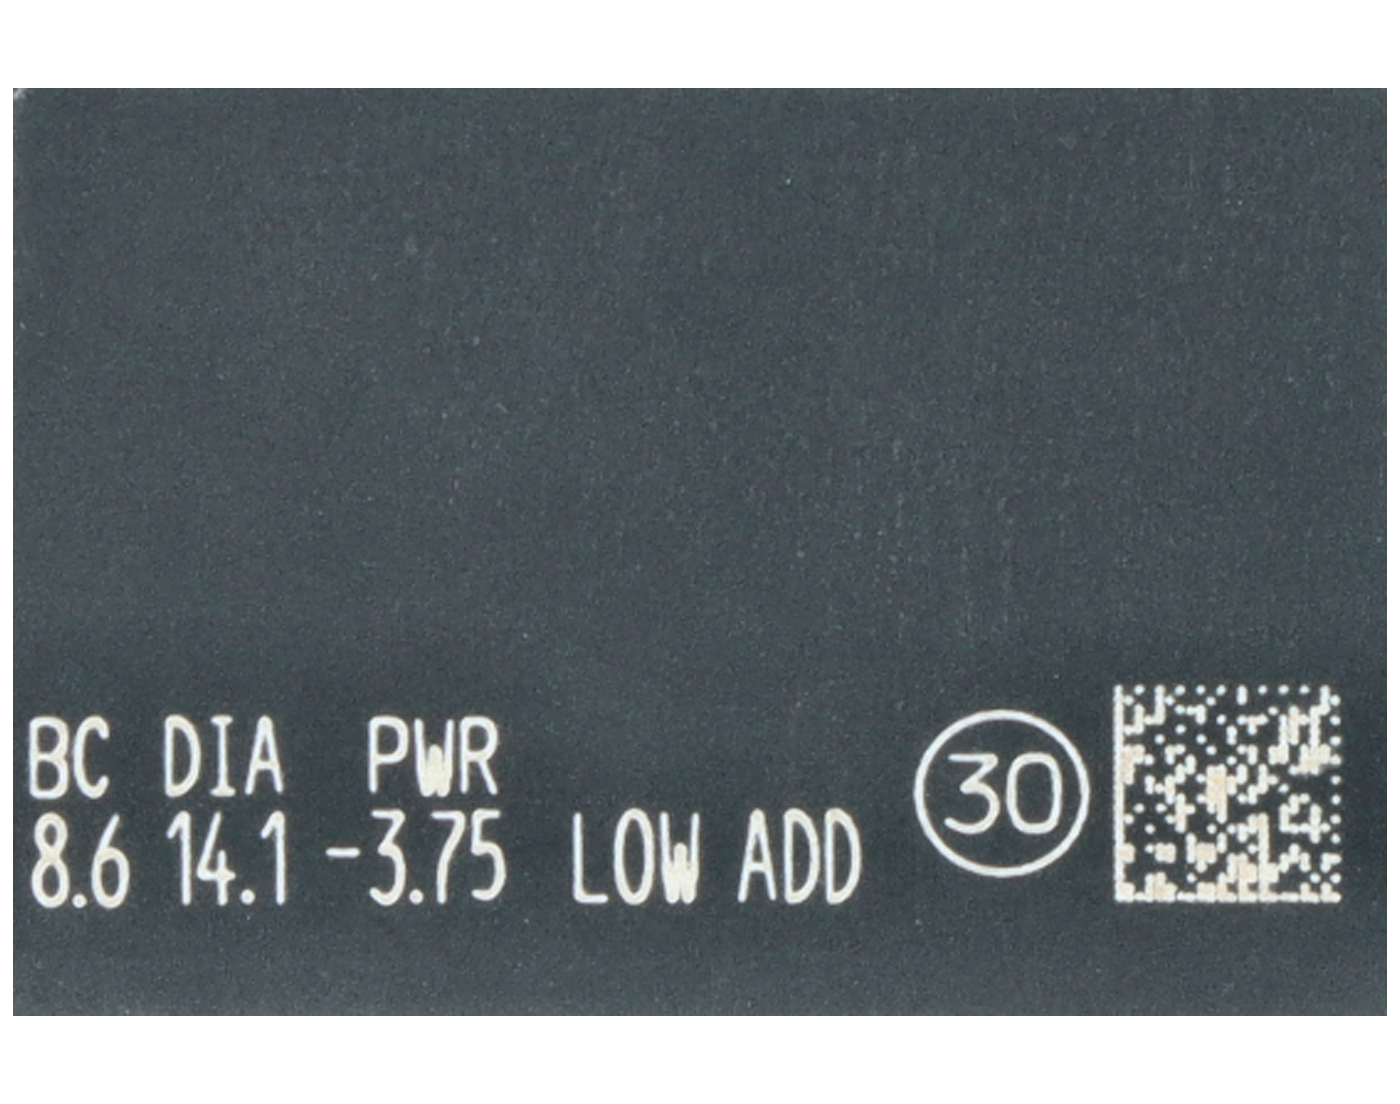 BC DIA PWR
8.6 14.1 -3.75 LOW ADD
30